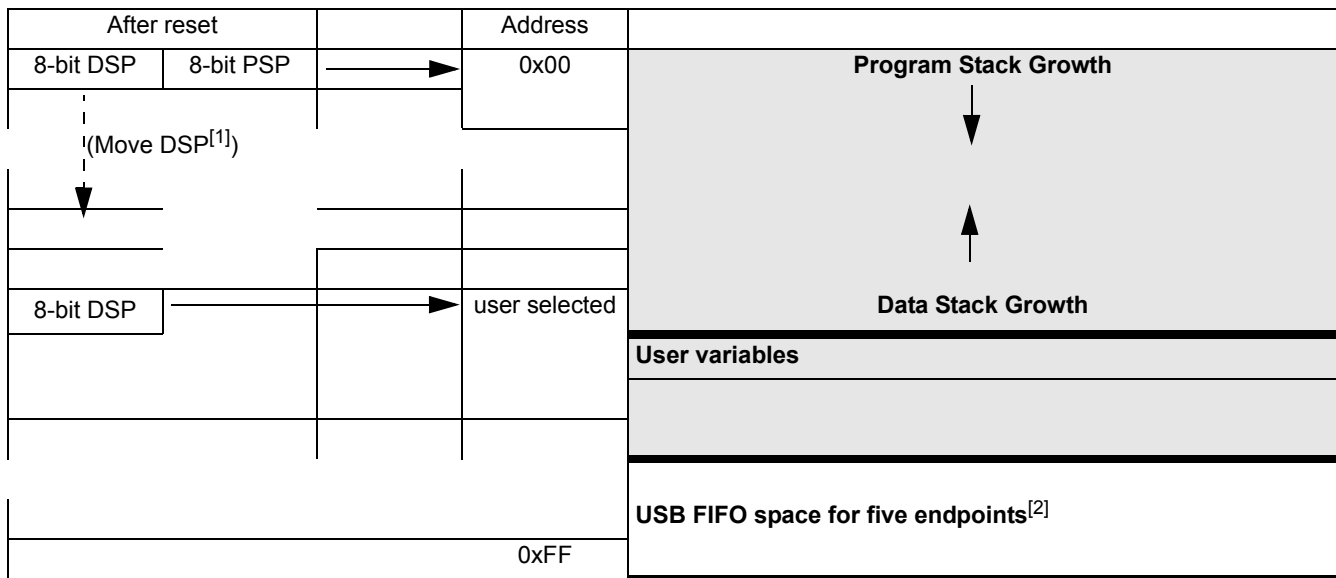 After reset Address
8-bit DSP 8-bit PSP 0x00 Program Stack Growth
(Move DSP[1])
8-bit DSP user selected Data Stack Growth
User variables
USB FIFO space for five endpoints[2]
0xFF